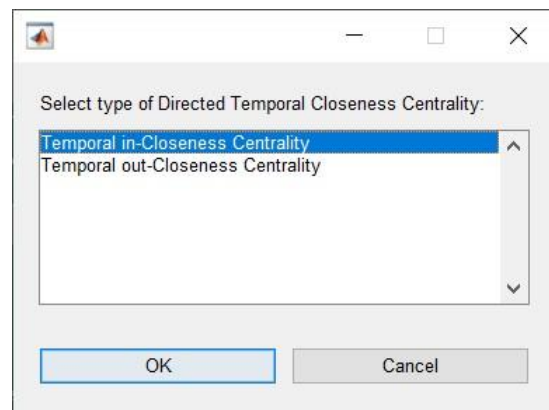 Select type of Directed Temporal Closeness Centrality:
Temporal in-Closeness Centrality
Temporal out-Closeness Centrality
OK
Cancel